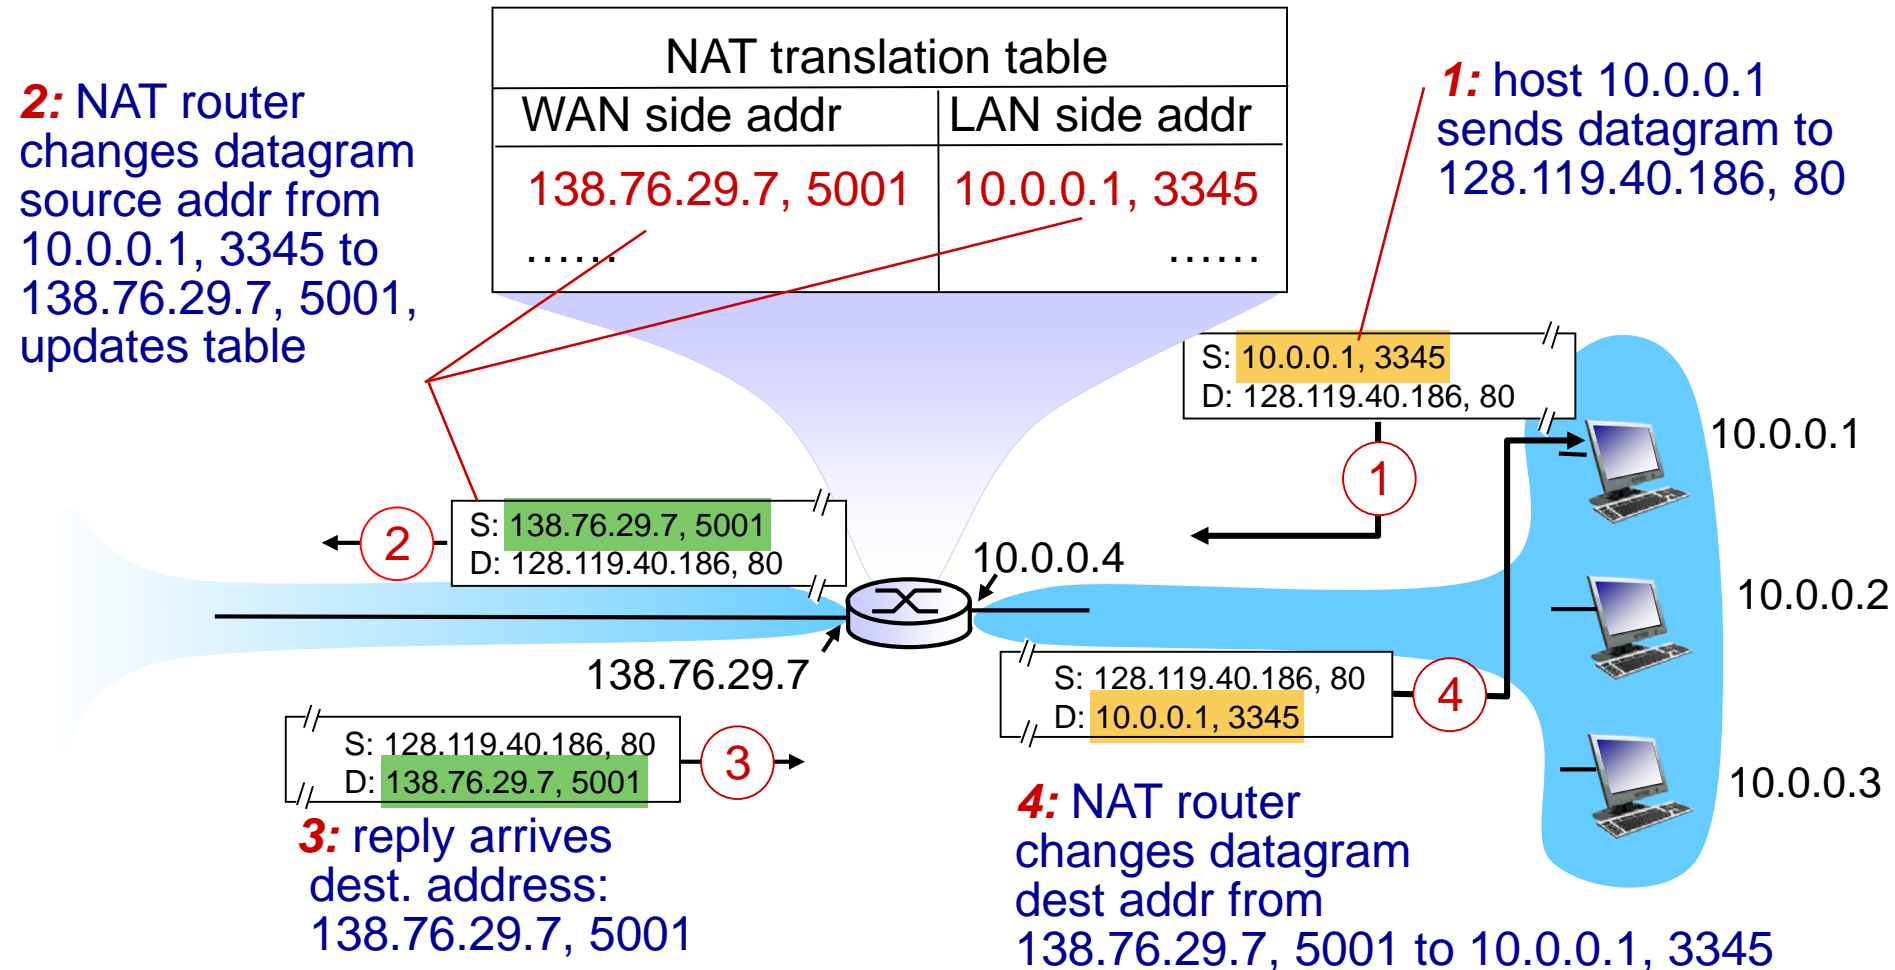 NAT translation table
WAN side addr
LAN side addr
138.76.29.7, 5001
10.0.0.1, 3345
......
......
1: host 10.0.0.1
sends datagram to
128.119.40.186, 80
2: NAT router
changes datagram
source addr from
10.0.0.1, 3345 to
138.76.29.7, 5001,
updates table
S: 10.0.0.1, 3345
D: 128.119.40.186, 80
1
10.0.0.1
S: 138.76.29.7, 5001
D: 128.119.40.186, 80
2
10.0.0.4
10.0.0.2
138.76.29.7
S: 128.119.40.186, 80
D: 10.0.0.1, 3345
4
S: 128.119.40.186, 80
D: 138.76.29.7, 5001
3
10.0.0.3
3: reply arrives
dest. address:
138.76.29.7, 5001
4: NAT router
changes datagram
dest addr from
138.76.29.7, 5001 to 10.0.0.1, 3345